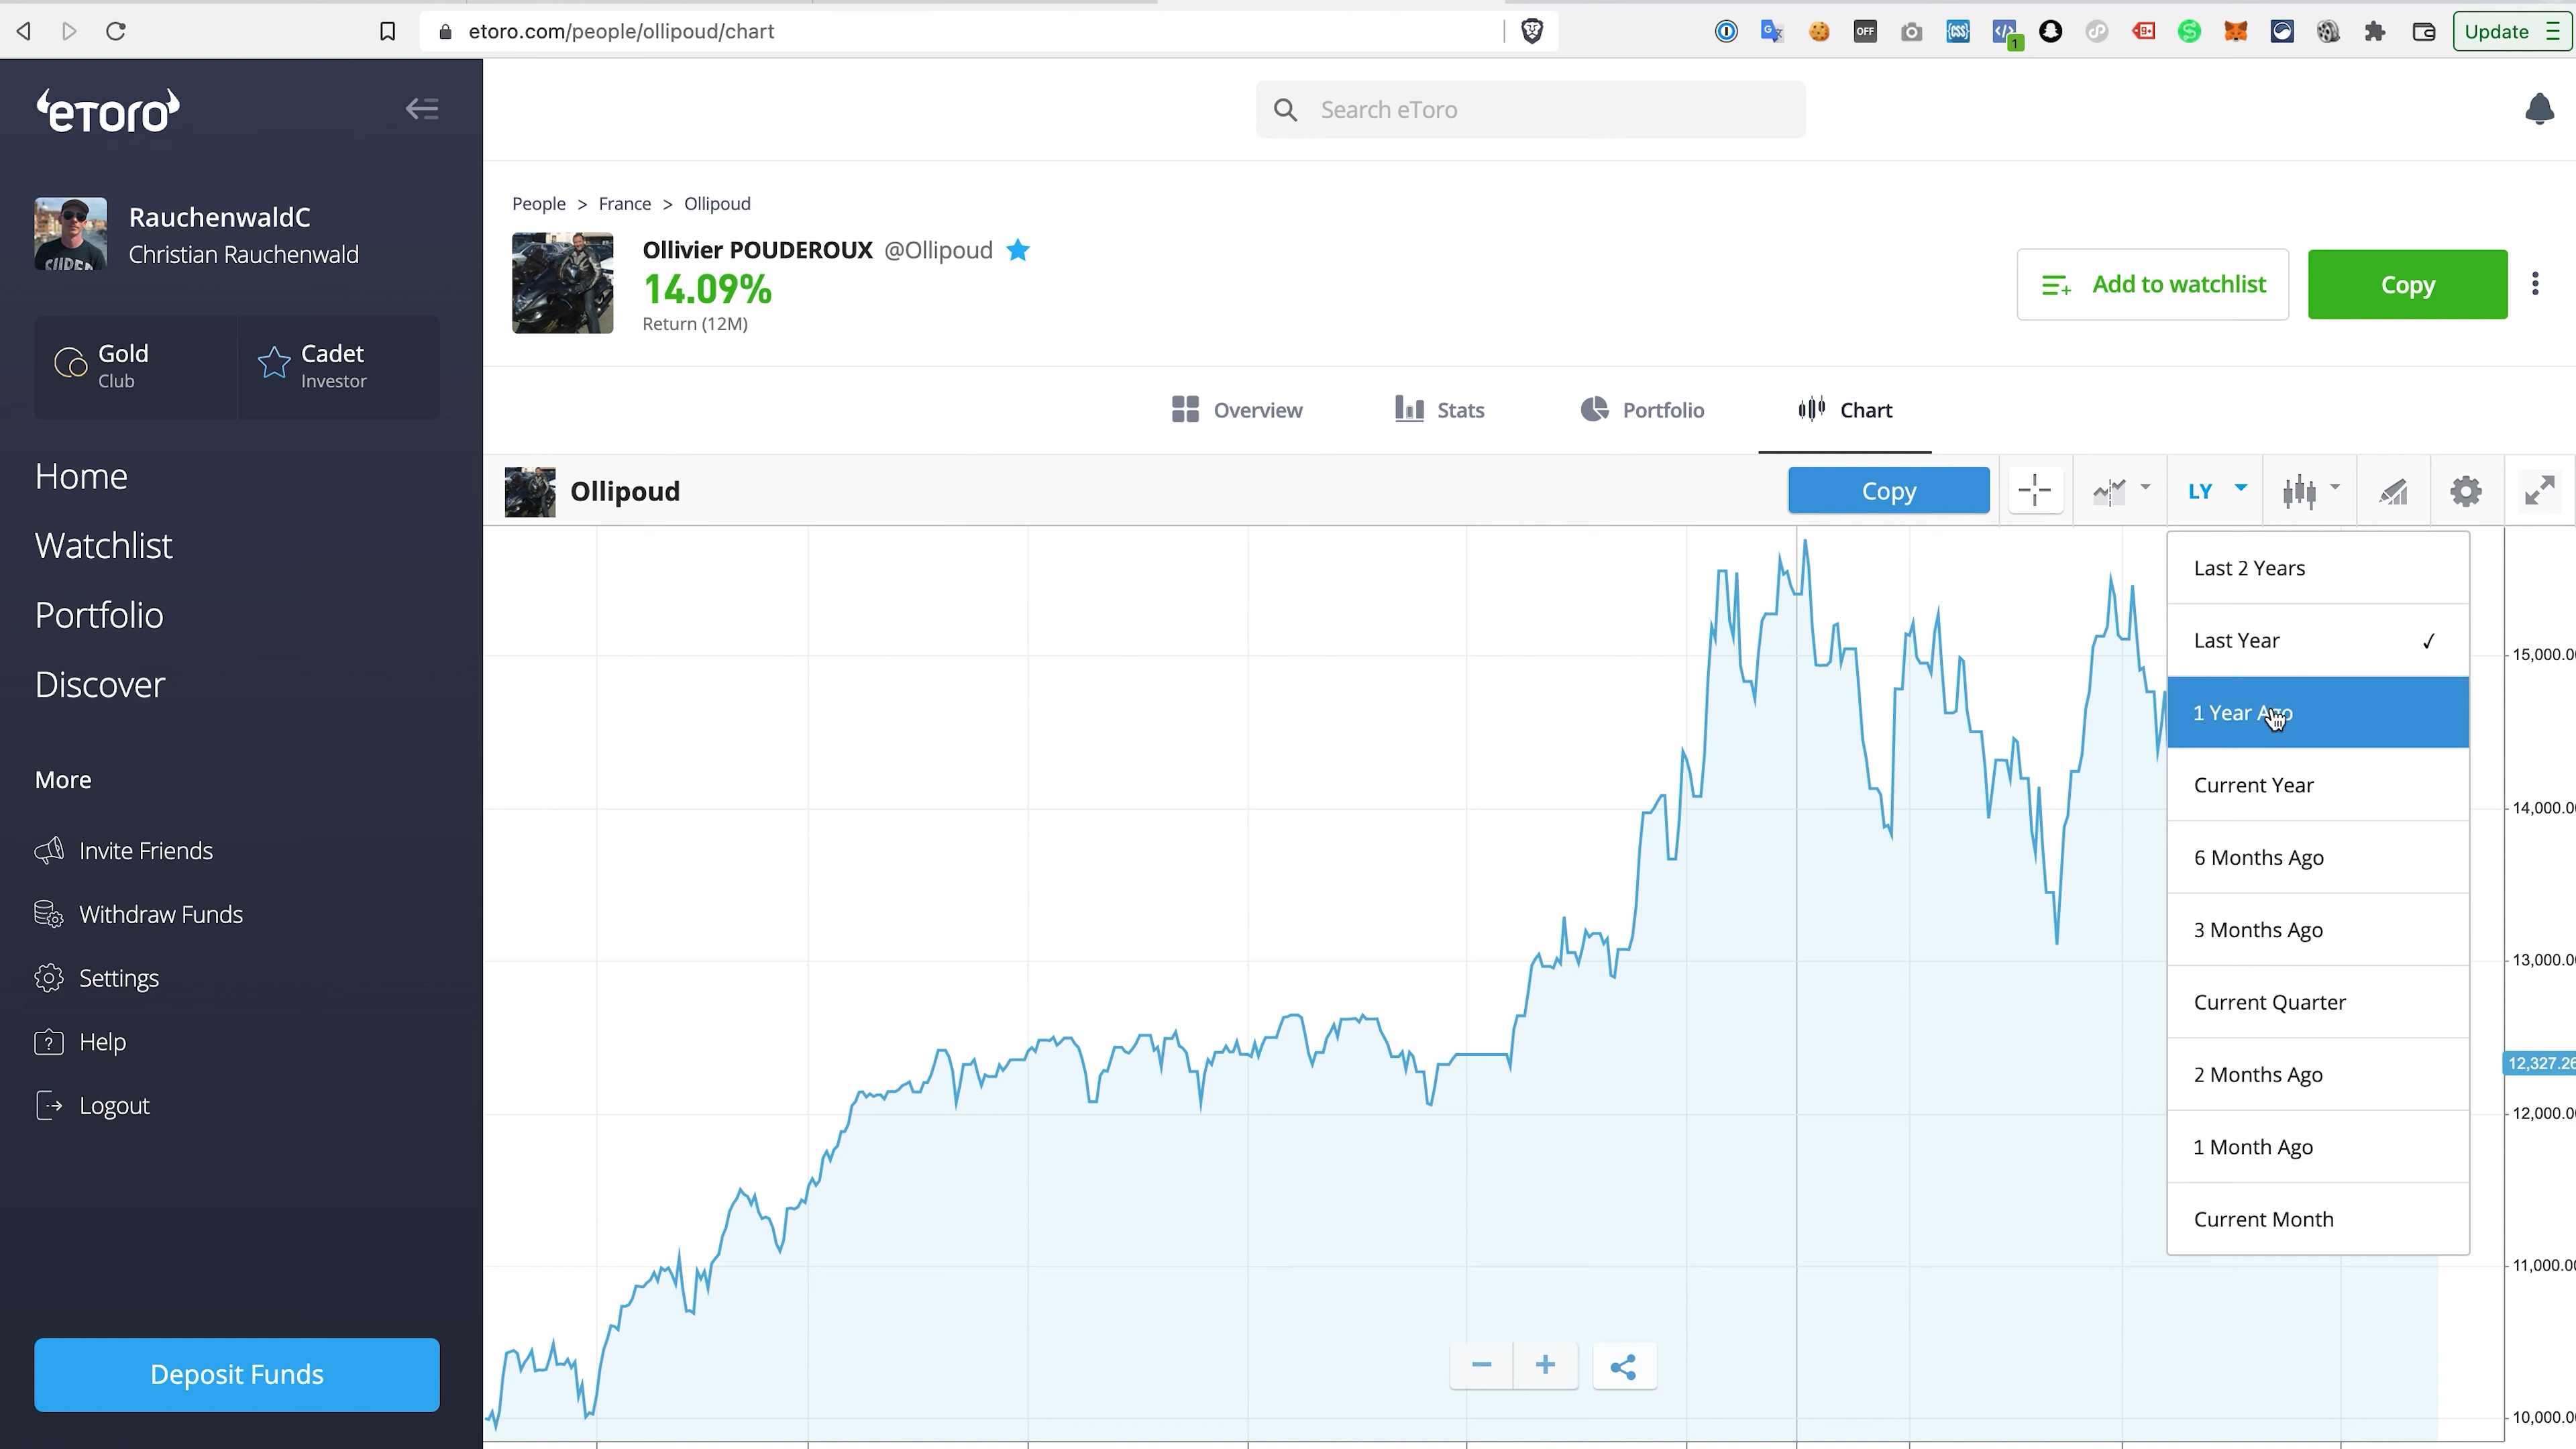 etoro.com/people/ollipoud/chart
OFF
1
Update
eToro
Search eToro
RauchenwaldC
Christian Rauchenwald
Gold
Club
Cadet
Investor
Home
Watchlist
Portfolio
Discover
More
Invite Friends
Withdraw Funds
Settings
Help
Logout
Deposit Funds
People > France > Ollipoud
Ollivier POUDEROUX @Ollipoud
14.09%
Return (12M)
Add to watchlist
Copy
Overview
Stats
Portfolio
Chart
Ollipoud
Copy
LY
Last 2 Years
Last Year ✓
1 Year Ago
Current Year
6 Months Ago
3 Months Ago
Current Quarter
2 Months Ago
1 Month Ago
Current Month
15,000.0
14,000.0
13,000.0
12,327.26
12,000.0
11,000.0
10,000.0